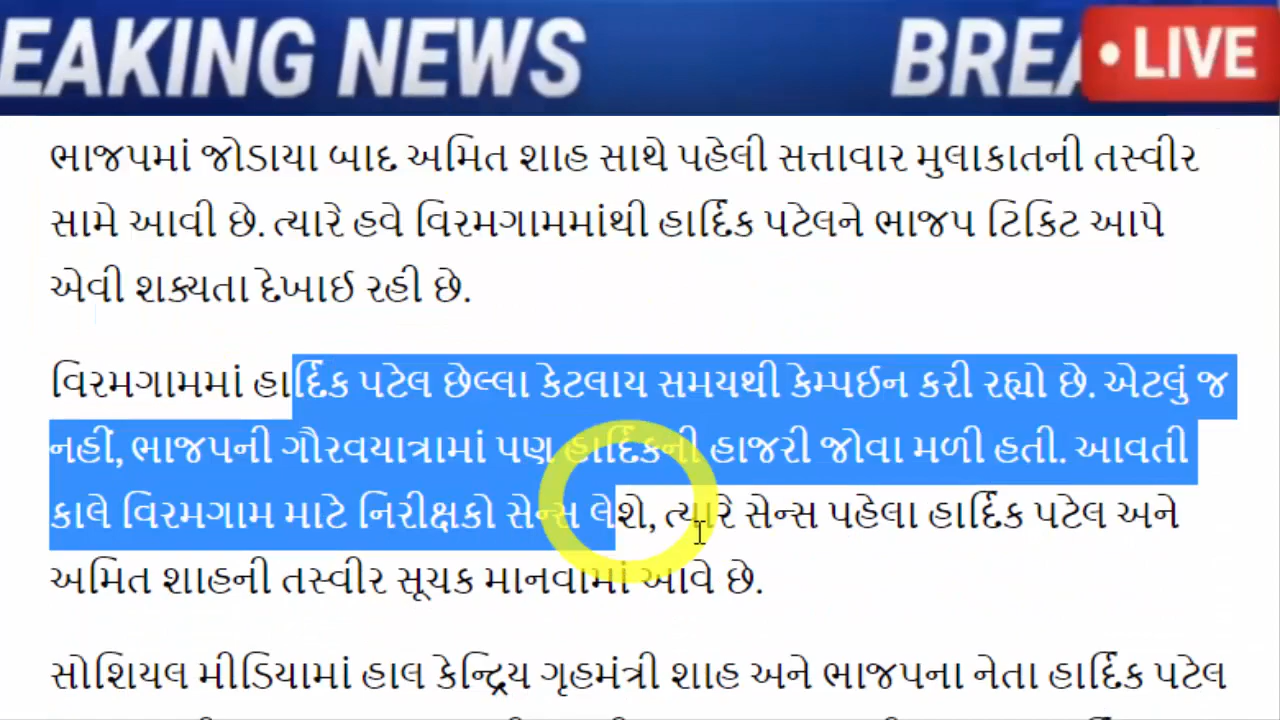 EAKING NEWS BREA • LIVE
ભાજપમાં જોડાયા બાદ અમિત શાહ સાથે પહેલી સત્તાવાર મુલાકાતની તસ્વીર
સામે આવી છે. ત્યારે હવે વિરમગામમાંથી હાર્દિક પટેલને ભાજપ ટિકિટ આપે
એવી શક્યતા દેખાઈ રહી છે.
વિરમગામમાં હાર્દિક પટેલ છેલ્લા કેટલાય સમયથી કેમ્પઈન કરી રહ્યો છે. એટલું જ
નહીં, ભાજપની ગૌરવયાત્રામાં પણ હાર્દિકની હાજરી જોવા મળી હતી. આવતી
કાલે વિરમગામ માટે નિરીક્ષકો સેન્સ લેશે, ત્યારે સેન્સ પહેલા હાર્દિક પટેલ અને
અમિત શાહની તસ્વીર સૂચક માનવામાં આવે છે.
સોશિયલ મીડિયામાં હાલ કેન્દ્રિય ગૃહમંત્રી શાહ અને ભાજપના નેતા હાર્દિક પટેલ